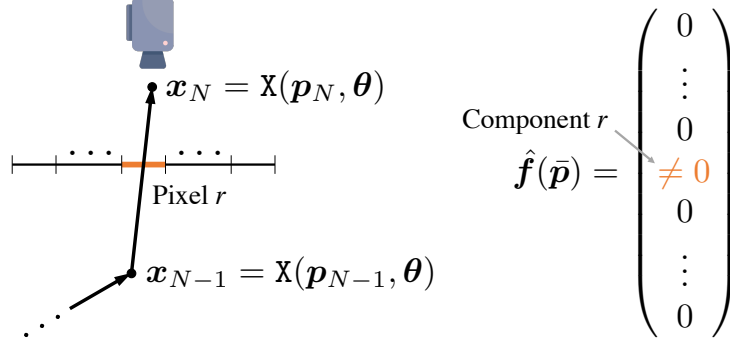 𝒙_N = X(𝒑_N, 𝜽)
· · · · · ·
Pixel r
𝒙_{N−1} = X(𝒑_{N−1}, 𝜽)
Component r
𝒇̂(𝒑̄) =
0
⋮
0
≠ 0
0
⋮
0